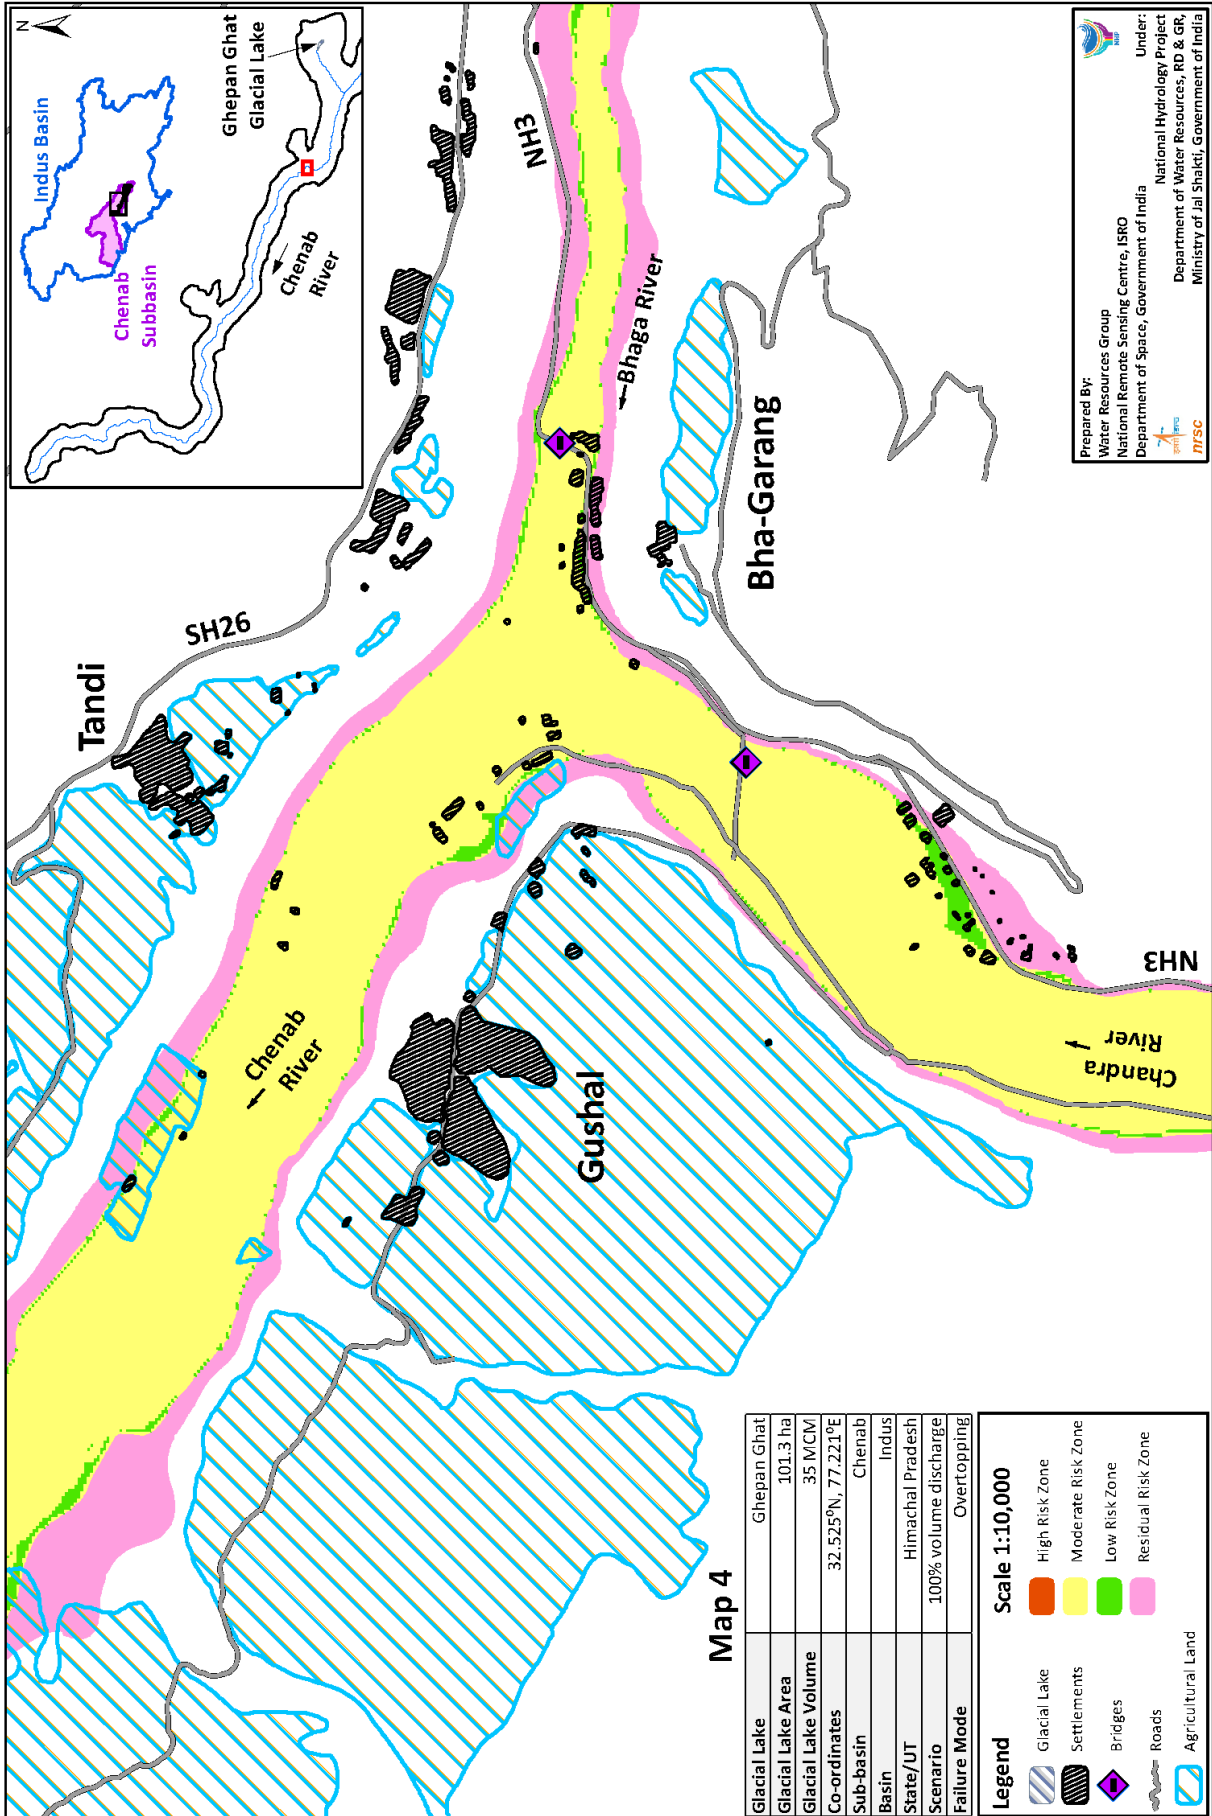 N
Indus Basin
Chenab
Subbasin
Ghepan Ghat
Glacial Lake
Chenab
River
Tandi
SH26
NH3
Bhaga River
Bha-Garang
Chenab
River
Gushal
NH3
Chandra
River
Map 4
Glacial Lake Ghepan Ghat
Glacial Lake Area 101.3 ha
Glacial Lake Volume 35 MCM
Co-ordinates 32.525°N, 77.221°E
Sub-basin Chenab
Basin Indus
State/UT Himachal Pradesh
Scenario 100% volume discharge
Failure Mode Overtopping
Legend
Glacial Lake
Settlements
Bridges
Roads
Agricultural Land
Scale 1:10,000
High Risk Zone
Moderate Risk Zone
Low Risk Zone
Residual Risk Zone
Prepared By:
Water Resources Group
National Remote Sensing Centre, ISRO
Department of Space, Government of India
nrsc
NHP
Under:
National Hydrology Project
Department of Water Resources, RD & GR,
Ministry of Jal Shakti, Government of India